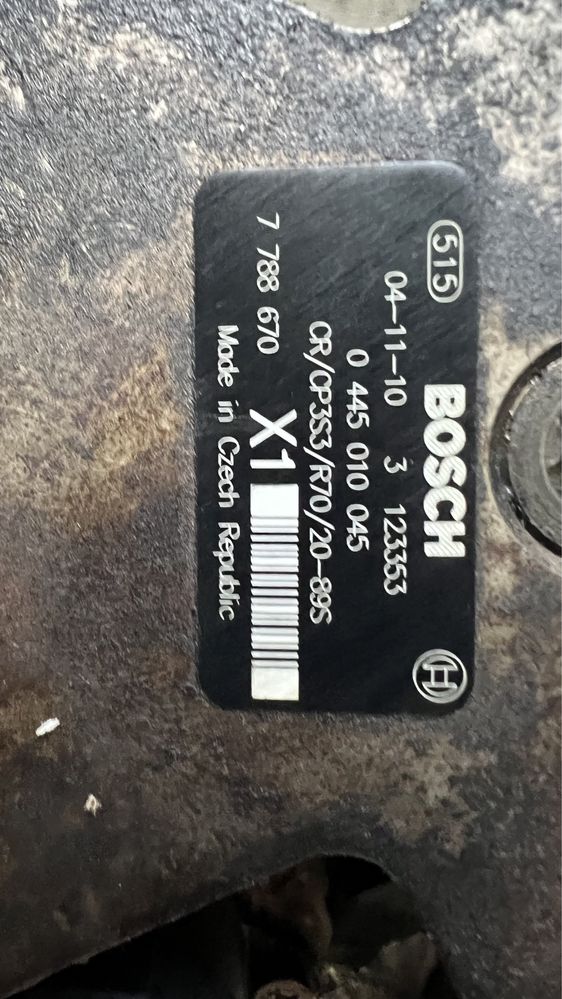 515 BOSCH
04-11-10 3 123353
0 445 010 045
CR/CP3S3/R70/20-89S
7 788 670 X1
Made in Czech Republic